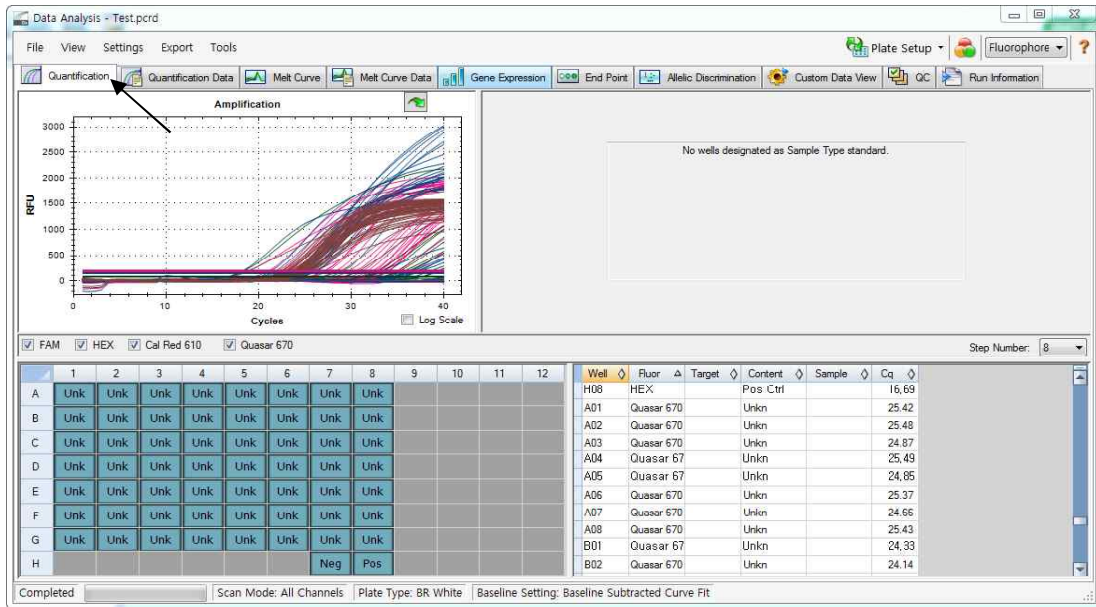 Data Analysis - Test.pcrd
File View Settings Export Tools
Plate Setup Fluorophore ?
Quantification Quantification Data Melt Curve Melt Curve Data Gene Expression End Point Allelic Discrimination Custom Data View QC Run Information
Amplification
3000
2500
2000
1500
1000
500
0
RFU
0 10 20 30 40
Cycles
Log Scale
No wells designated as Sample Type standard.
FAM HEX Cal Red 610 Quasar 670
Step Number: 8
1 2 3 4 5 6 7 8 9 10 11 12
A Unk Unk Unk Unk Unk Unk Unk Unk
B Unk Unk Unk Unk Unk Unk Unk Unk
C Unk Unk Unk Unk Unk Unk Unk Unk
D Unk Unk Unk Unk Unk Unk Unk Unk
E Unk Unk Unk Unk Unk Unk Unk Unk
F Unk Unk Unk Unk Unk Unk Unk Unk
G Unk Unk Unk Unk Unk Unk Unk Unk
H Neg Pos
Well Fluor Target Content Sample Cq
H08 HEX Pos Ctrl 16,69
A01 Quasar 670 Unkn 25.42
A02 Quasar 670 Unkn 25.48
A03 Quasar 670 Unkn 24.87
A04 Quasar 67 Unkn 25,49
A05 Quasar 67 Unkn 24,85
A06 Quasar 670 Unkn 25.37
A07 Quasar 670 Unkn 24.66
A08 Quasar 670 Unkn 25.43
B01 Quasar 67 Unkn 24,33
B02 Quasar 670 Unkn 24.14
Completed Scan Mode: All Channels Plate Type: BR White Baseline Setting: Baseline Subtracted Curve Fit